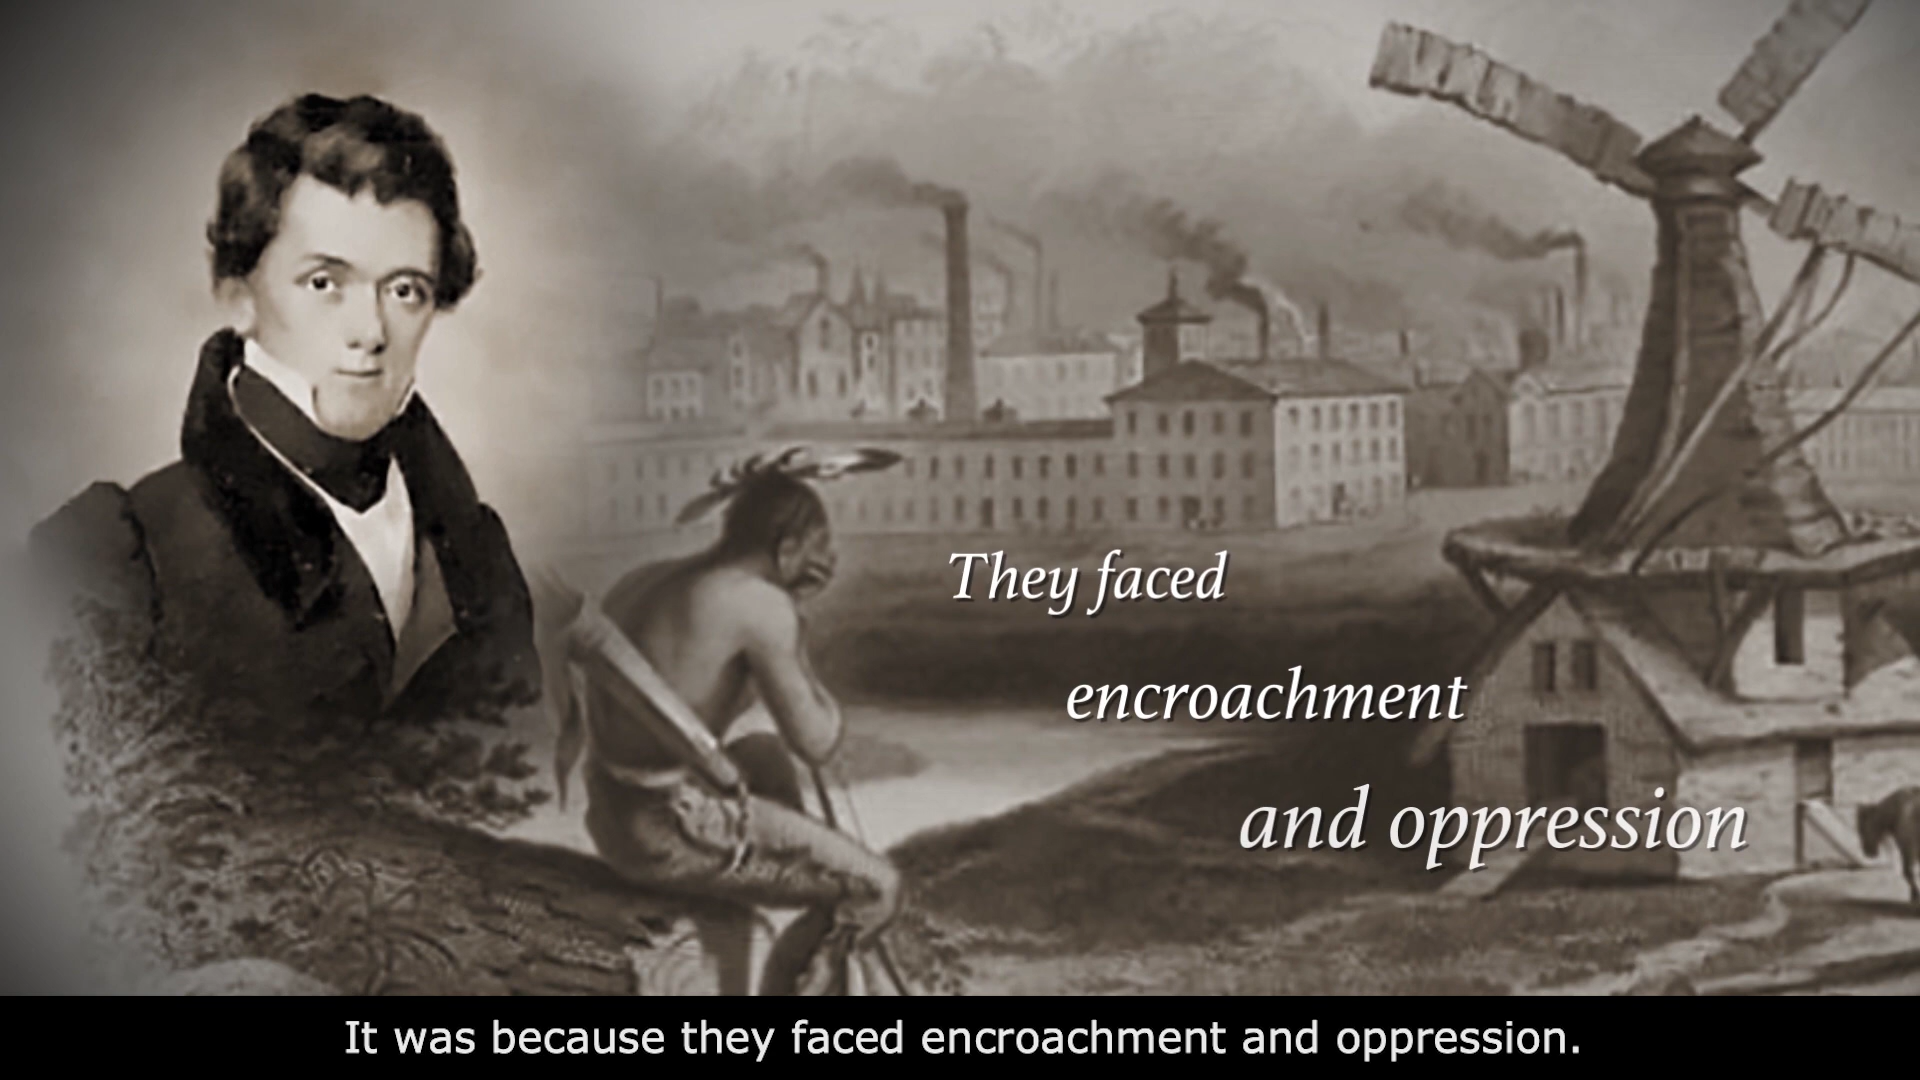 They faced
encroachment
and oppression
It was because they faced encroachment and oppression.